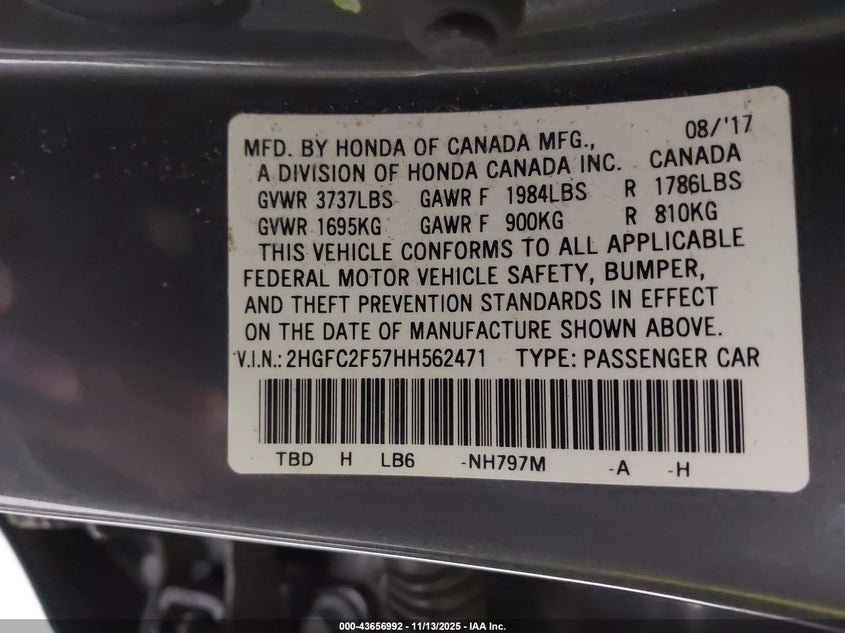 MFD. BY HONDA OF CANADA MFG., 08/'17
A DIVISION OF HONDA CANADA INC. CANADA
GVWR 3737LBS GAWR F 1984LBS R 1786LBS
GVWR 1695KG GAWR F 900KG R 810KG
THIS VEHICLE CONFORMS TO ALL APPLICABLE
FEDERAL MOTOR VEHICLE SAFETY, BUMPER,
AND THEFT PREVENTION STANDARDS IN EFFECT
ON THE DATE OF MANUFACTURE SHOWN ABOVE.
V.I.N.: 2HGFC2F57HH562471 TYPE: PASSENGER CAR
TBD H LB6 -NH797M -A -H
000-43656992 - 11/13/2025 - IAA Inc.